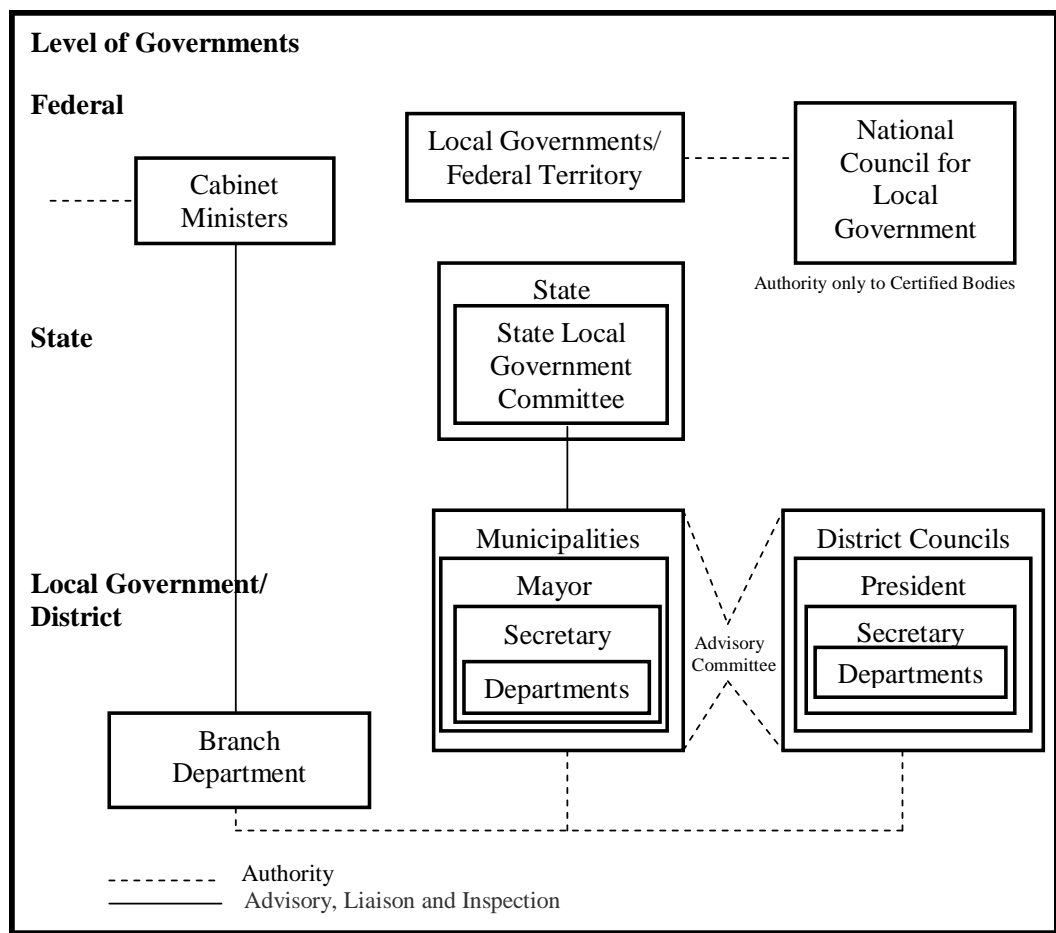 Level of Governments
Federal
Local Governments/
Federal Territory
National
Council for
Local
Government
Cabinet
Ministers
Authority only to Certified Bodies
State
State
State Local
Government
Committee
Local Government/
District
Municipalities
Mayor
Secretary
Departments
Advisory
Committee
District Councils
President
Secretary
Departments
Branch
Department
Authority
Advisory, Liaison and Inspection